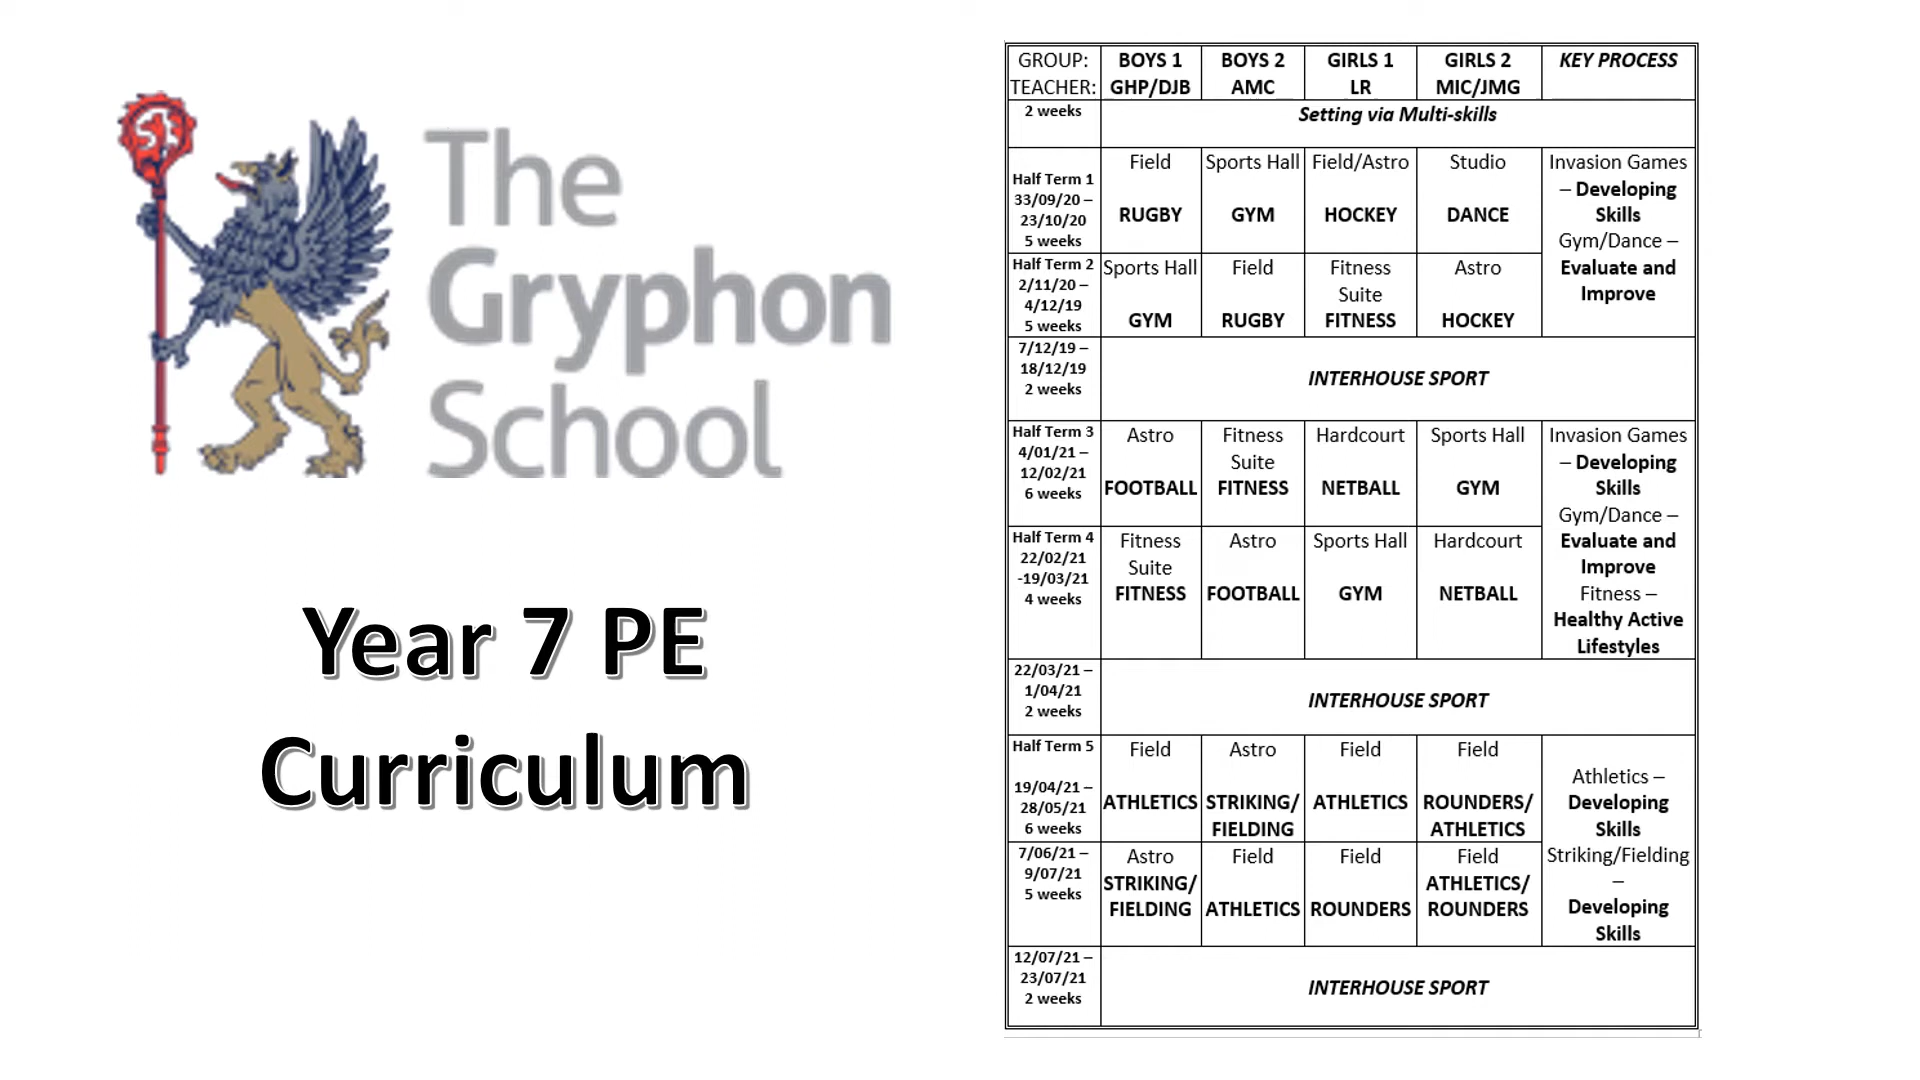 The
Gryphon
School
Year 7 PE
Curriculum
GROUP: BOYS 1 BOYS 2 GIRLS 1 GIRLS 2 KEY PROCESS
TEACHER: GHP/DJB AMC LR MIC/JMG
2 weeks Setting via Multi-skills
Half Term 1
33/09/20 –
23/10/20
5 weeks
Field
RUGBY
Sports Hall
GYM
Field/Astro
HOCKEY
Studio
DANCE
Invasion Games
– Developing
Skills
Gym/Dance –
Evaluate and
Improve
Half Term 2
2/11/20 –
4/12/19
5 weeks
Sports Hall
GYM
Field
RUGBY
Fitness
Suite
FITNESS
Astro
HOCKEY
7/12/19 –
18/12/19
2 weeks
INTERHOUSE SPORT
Half Term 3
4/01/21 –
12/02/21
6 weeks
Astro
FOOTBALL
Fitness
Suite
FITNESS
Hardcourt
NETBALL
Sports Hall
GYM
Invasion Games
– Developing
Skills
Gym/Dance –
Evaluate and
Improve
Fitness –
Healthy Active
Lifestyles
Half Term 4
22/02/21
-19/03/21
4 weeks
Fitness
Suite
FITNESS
Astro
FOOTBALL
Sports Hall
GYM
Hardcourt
NETBALL
22/03/21 –
1/04/21
2 weeks
INTERHOUSE SPORT
Half Term 5
19/04/21 –
28/05/21
6 weeks
Field
ATHLETICS
Astro
STRIKING/
FIELDING
Field
ATHLETICS
Field
ROUNDERS/
ATHLETICS
Athletics –
Developing
Skills
Striking/Fielding
–
Developing
Skills
7/06/21 –
9/07/21
5 weeks
Astro
STRIKING/
FIELDING
Field
ATHLETICS
Field
ROUNDERS
Field
ATHLETICS/
ROUNDERS
12/07/21 –
23/07/21
2 weeks
INTERHOUSE SPORT